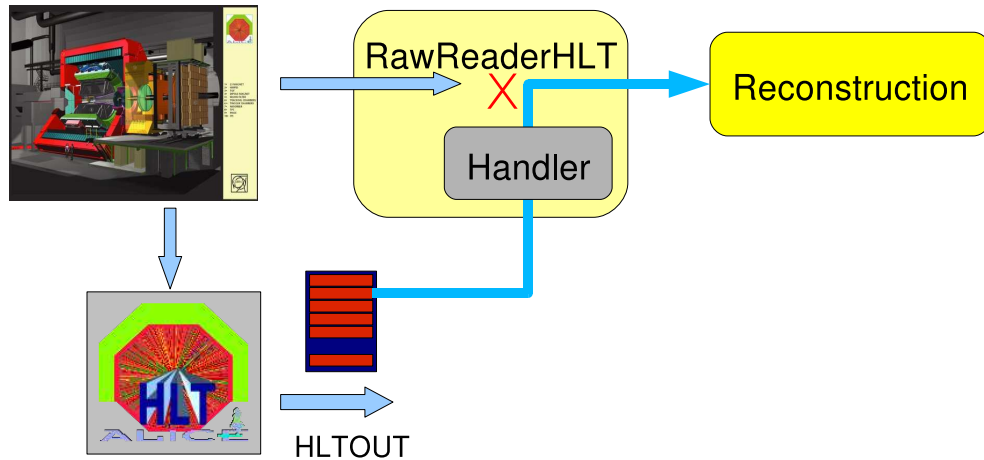 RawReaderHLT
Reconstruction
Handler
HLT
ALICE
HLTOUT